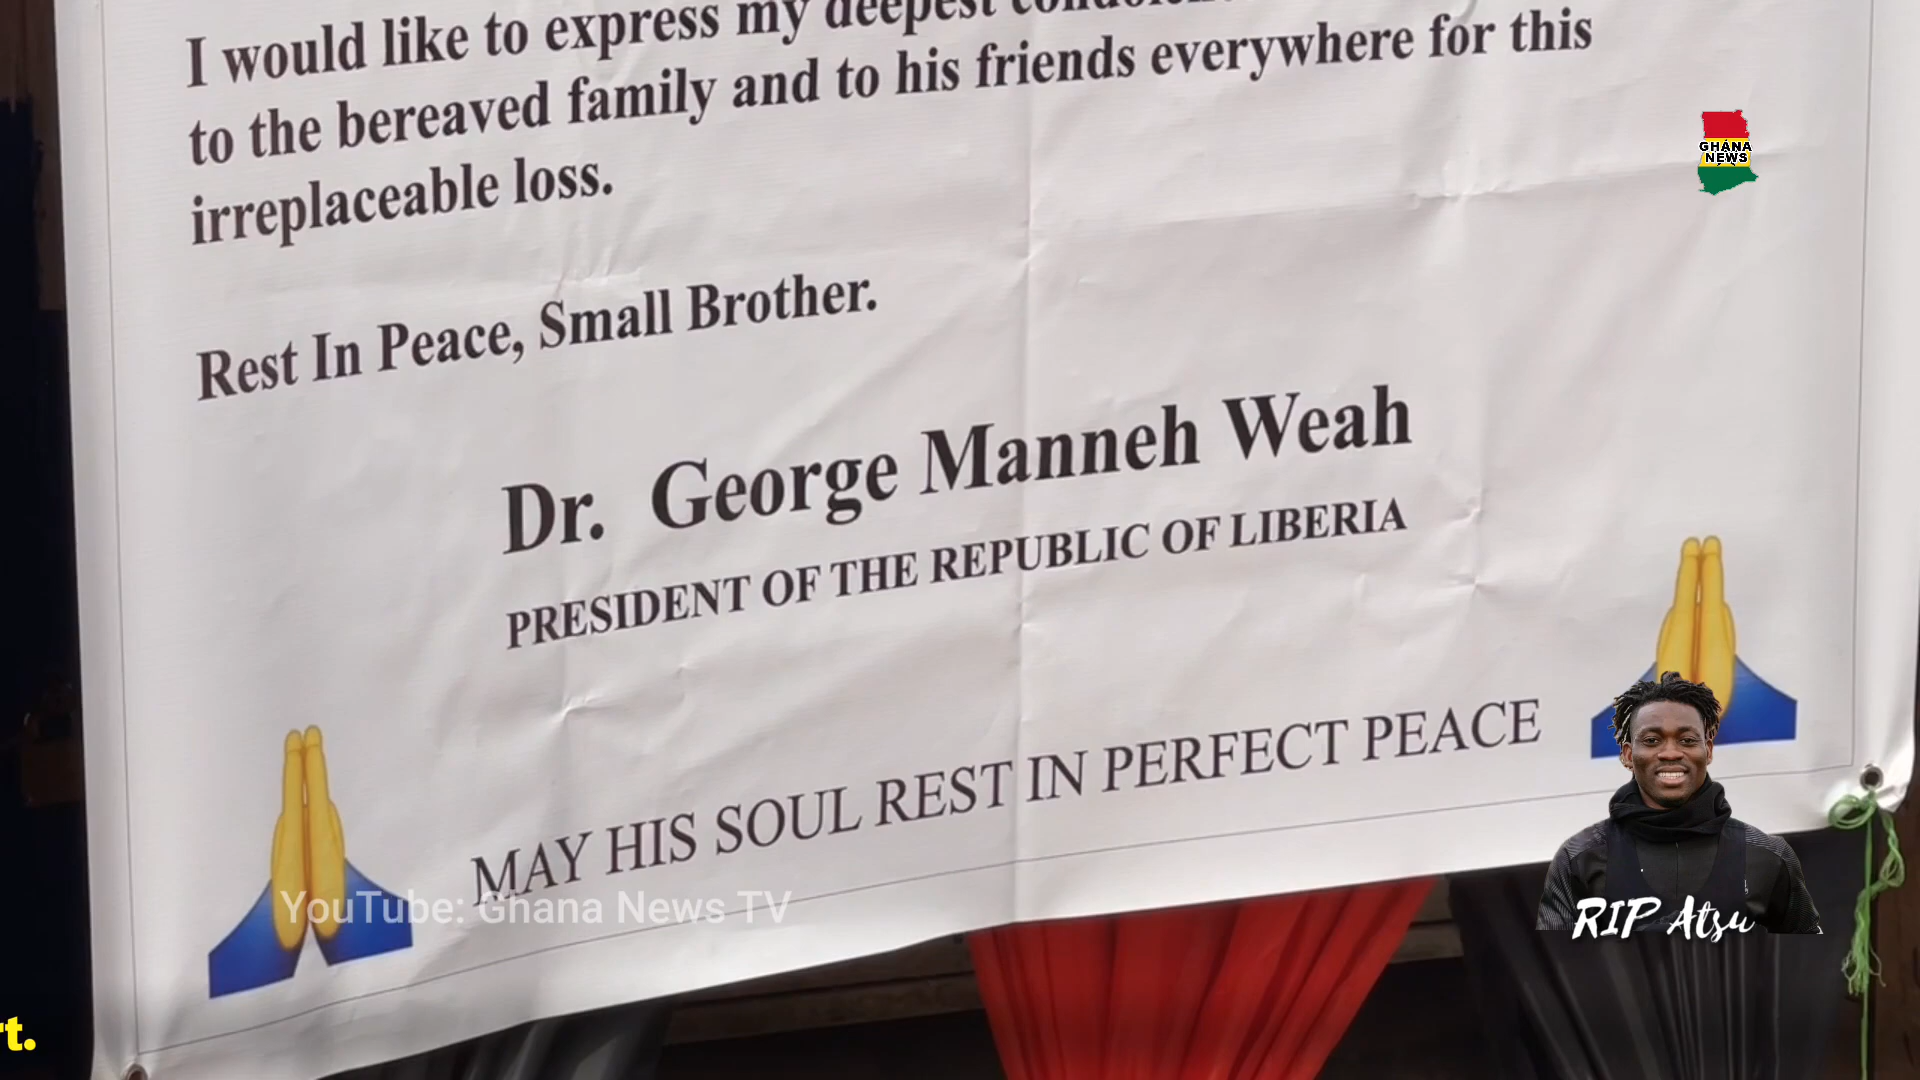 I would like to express my deepest
to the bereaved family and to his friends everywhere for this
irreplaceable loss.
Rest In Peace, Small Brother.
Dr. George Manneh Weah
PRESIDENT OF THE REPUBLIC OF LIBERIA
MAY HIS SOUL REST IN PERFECT PEACE
GHANA
NEWS
YouTube: Ghana News TV
RIP Atsu